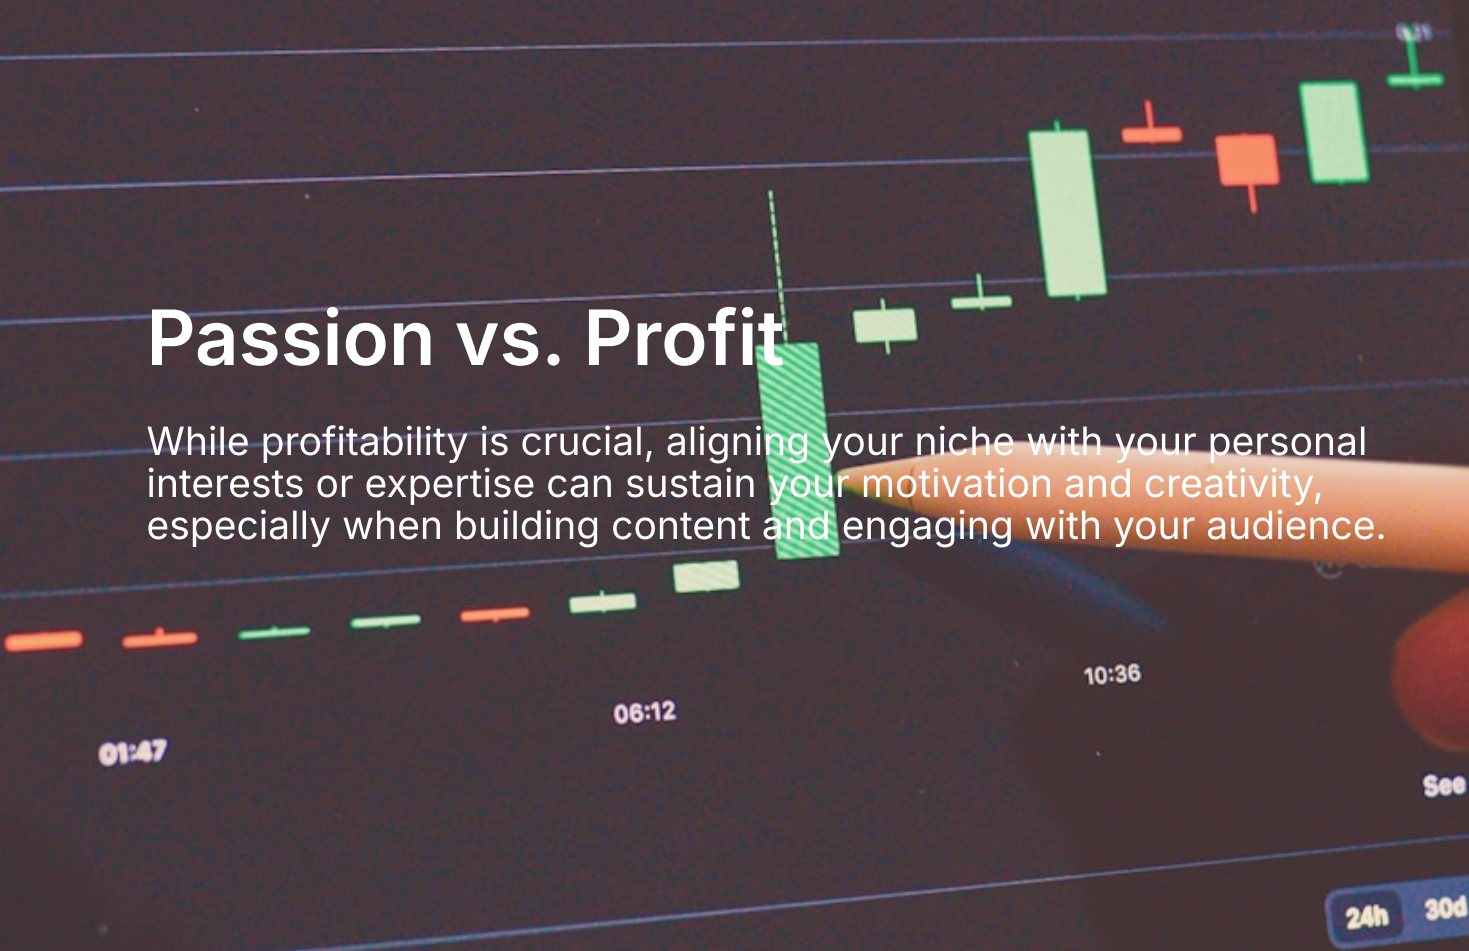 Passion vs. Profit
While profitability is crucial, aligning your niche with your personal
interests or expertise can sustain your motivation and creativity,
especially when building content and engaging with your audience.
10:36
06:12
01:47
See
24h 30d